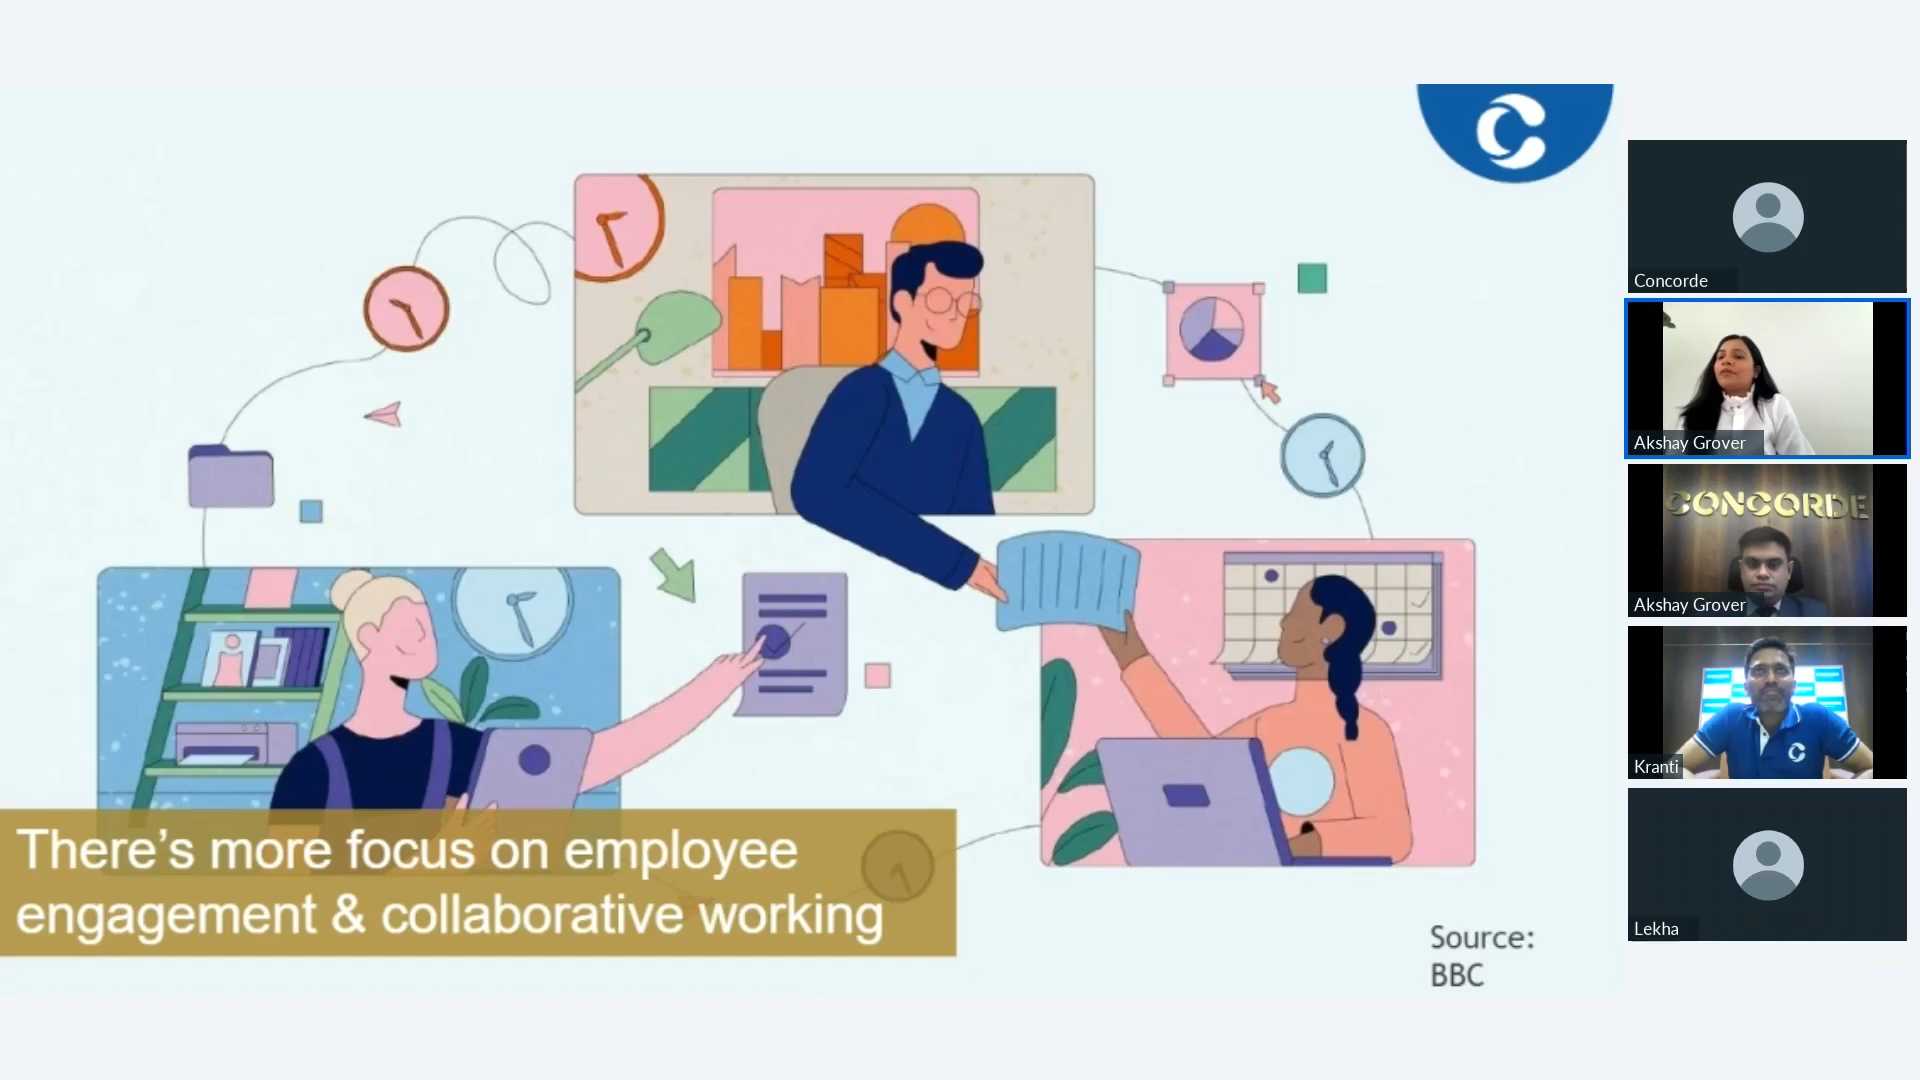 There's more focus on employee
engagement & collaborative working
Source:
BBC
Concorde
Akshay Grover
CONCORDE
Akshay Grover
Kranti
Lekha